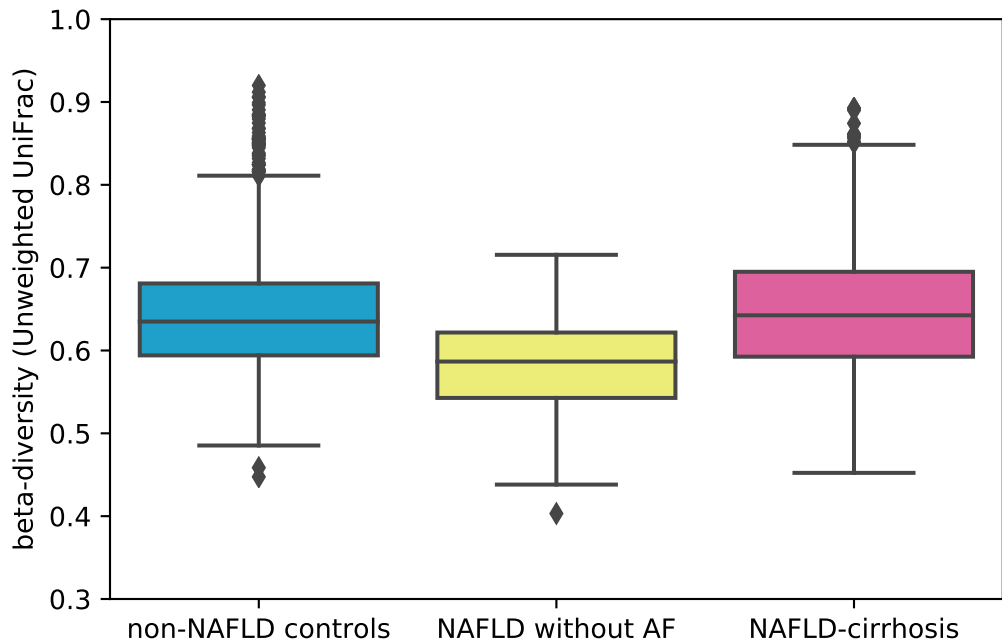 beta-diversity (Unweighted UniFrac)
1.0
0.9
0.8
0.7
0.6
0.5
0.4
0.3
non-NAFLD controls
NAFLD without AF
NAFLD-cirrhosis